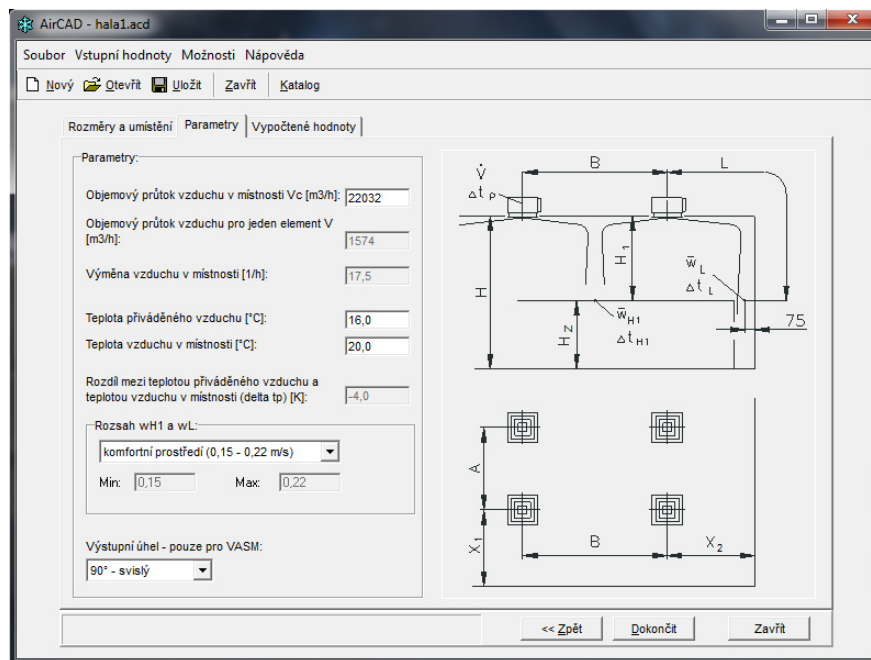 AirCAD - hala1.acd
Soubor Vstupní hodnoty Možnosti Nápověda
Nový Otevřít Uložit Zavřít Katalog
Rozměry a umístění Parametry Vypočtené hodnoty
Parametry:
Objemový průtok vzduchu v místnosti Vc [m3/h]: 22032
Objemový průtok vzduchu pro jeden element V
[m3/h]: 1574
Výměna vzduchu v místnosti [1/h]: 17,5
Teplota přiváděného vzduchu [°C]: 16,0
Teplota vzduchu v místnosti [°C]: 20,0
Rozdíl mezi teplotou přiváděného vzduchu a
teplotou vzduchu v místnosti (delta tp) [K]: -4,0
Rozsah wH1 a wL:
komfortní prostředí (0,15 - 0,22 m/s)
Min: 0,15 Max: 0,22
Výstupní úhel - pouze pro VASM:
90° - svislý
B L
V̇
Δt P
H1
H
w̄ L
Δt L
HZ
w̄ H1
Δt H1
75
A
X1
B X2
<< Zpět Dokončit Zavřít